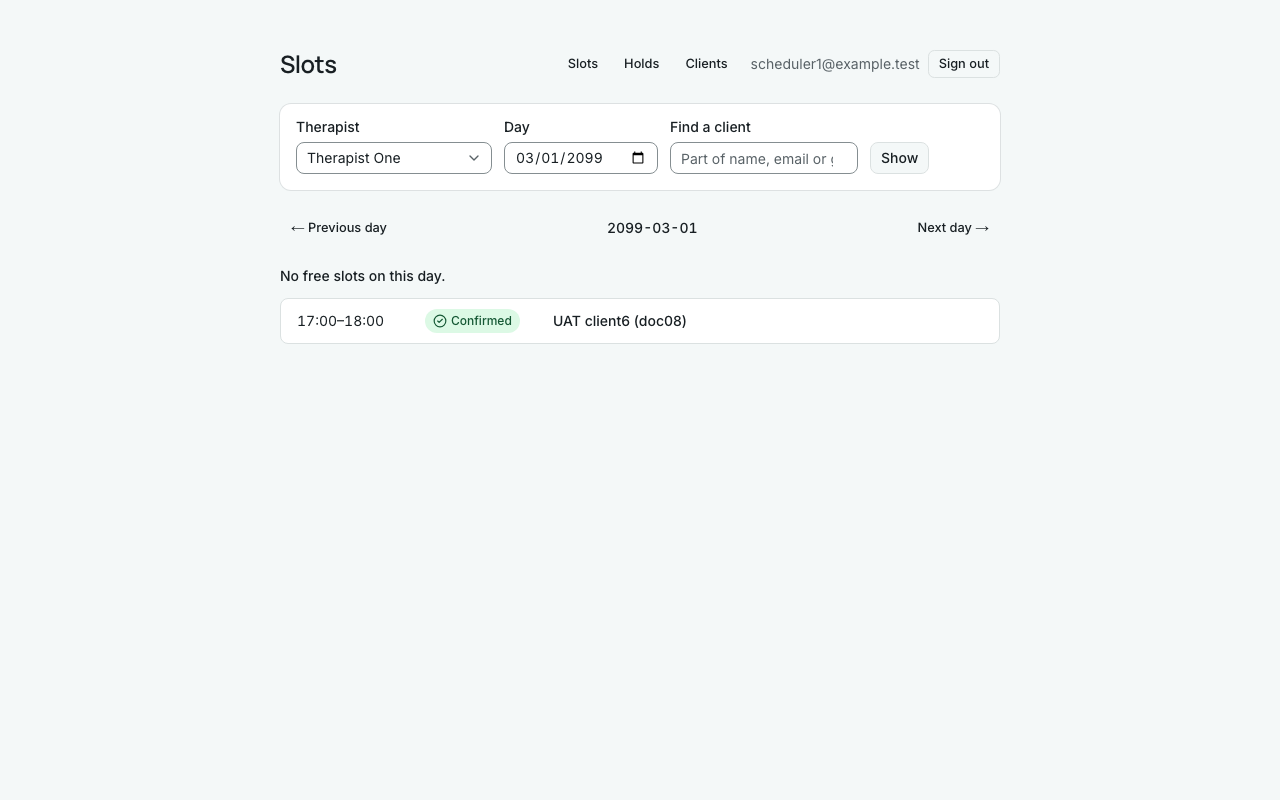 Slots
Slots Holds Clients scheduler1@example.test Sign out
Therapist Day Find a client
Therapist One 03/01/2099 Part of name, email or Show
← Previous day 2099-03-01 Next day →
No free slots on this day.
17:00–18:00 Confirmed UAT client6 (doc08)